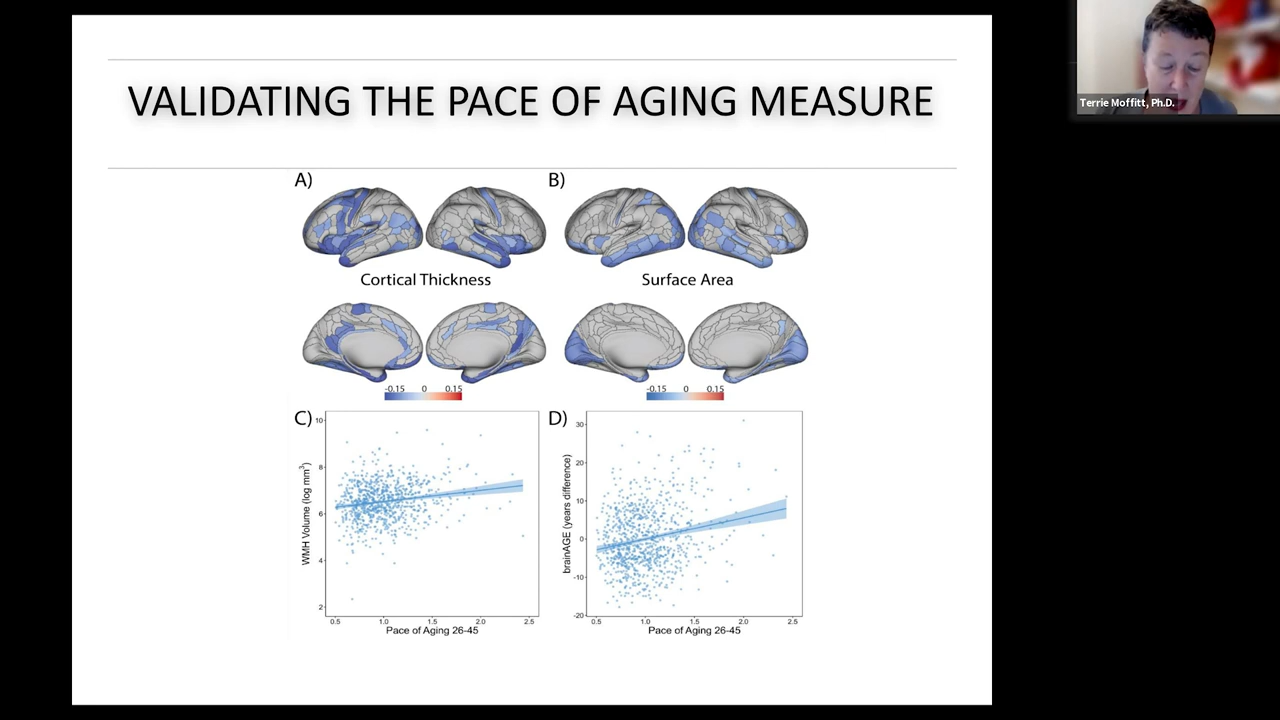 VALIDATING THE PACE OF AGING MEASURE
Terrie Moffitt, Ph.D.
A)
B)
Cortical Thickness
Surface Area
-0.15 0 0.15
-0.15 0 0.15
C)
10
8
6
4
2
WMH Volume (log mm³)
0.5 1.0 1.5 2.0 2.5
Pace of Aging 26-45
D)
30
20
10
0
-10
-20
brainAGE (years difference)
0.5 1.0 1.5 2.0 2.5
Pace of Aging 26-45